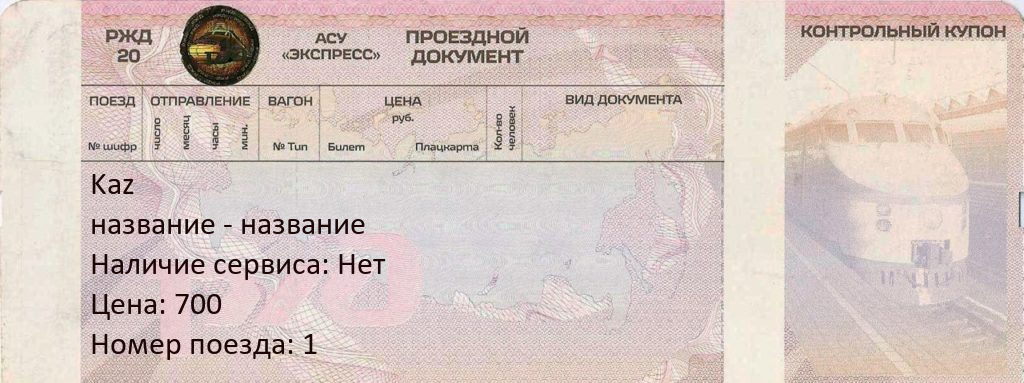 РЖД
20
АСУ
«ЭКСПРЕСС»
ПРОЕЗДНОЙ
ДОКУМЕНТ
КОНТРОЛЬНЫЙ КУПОН
ПОЕЗД
№ шифр
ОТПРАВЛЕНИЕ
число
месяц
часы
мин.
ВАГОН
№ Тип
ЦЕНА
руб.
Билет
Плацкарта
Кол-во
человек
ВИД ДОКУМЕНТА
Kaz
название - название
Наличие сервиса: Нет
Цена: 700
Номер поезда: 1